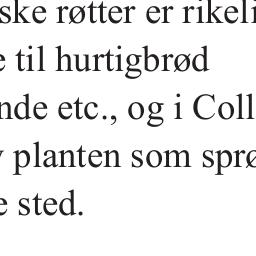 ske røtter er rikeli
e til hurtigbrød
nde etc., og i Coll
planten som sprø
e sted.